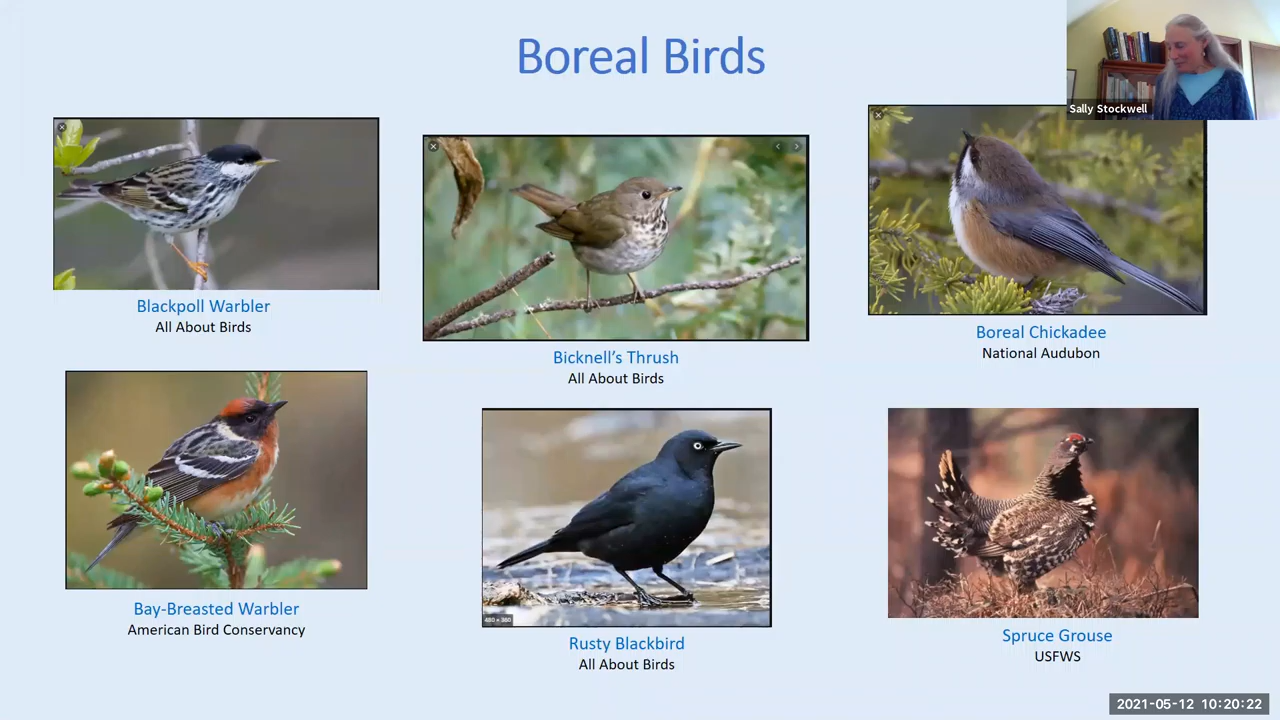 Boreal Birds
Sally Stockwell
Blackpoll Warbler
All About Birds
Bicknell's Thrush
All About Birds
Boreal Chickadee
National Audubon
Bay-Breasted Warbler
American Bird Conservancy
Rusty Blackbird
All About Birds
Spruce Grouse
USFWS
480 × 360
2021-05-12 10:20:22